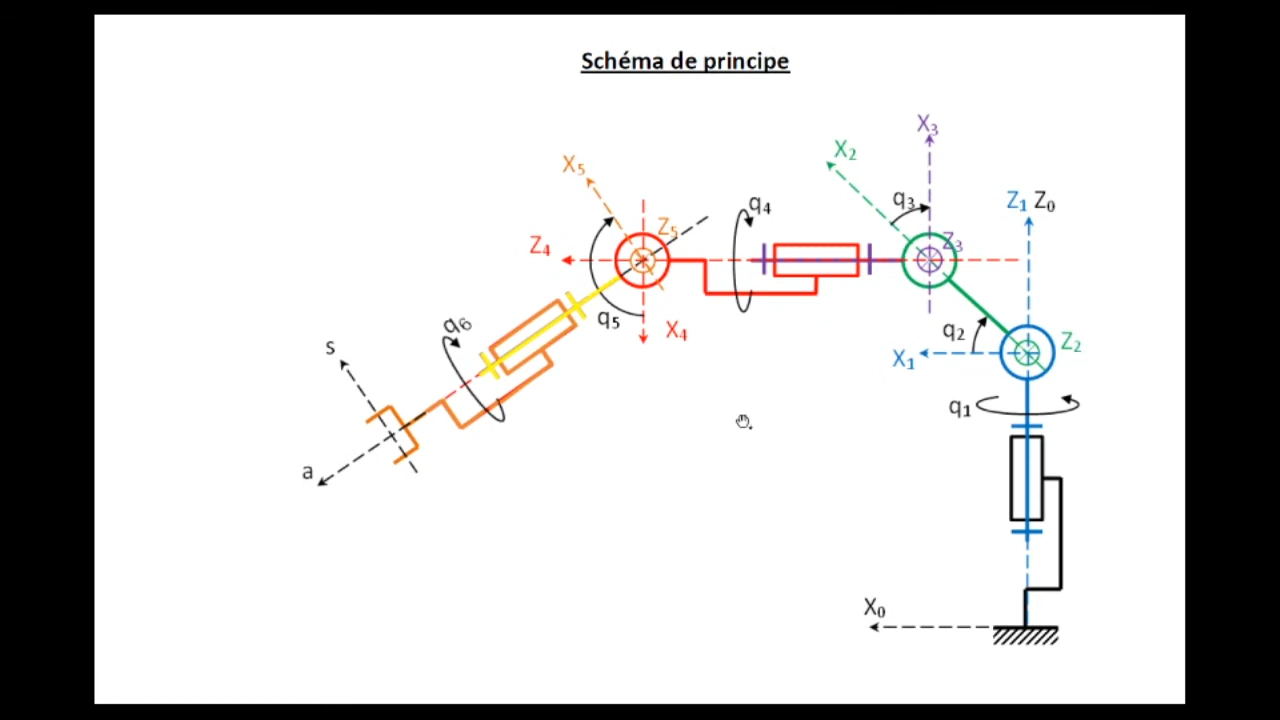 Schéma de principe
X₃
X₂
X₅
q₃
q₄
Z₁ Z₀
Z₅
Z₄
Z₃
q₅
q₆
X₄
q₂
Z₂
X₁
s
q₁
a
X₀